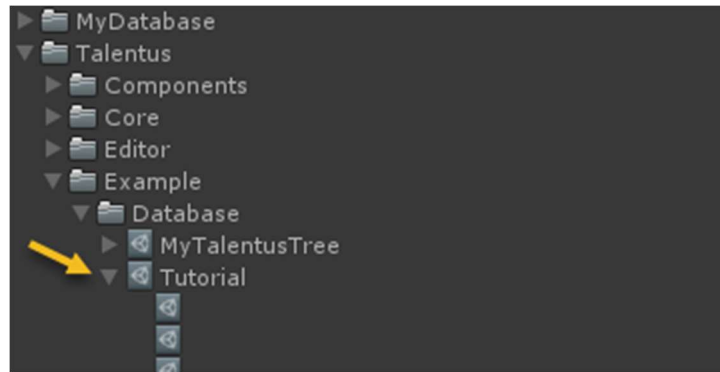 MyDatabase
Talentus
Components
Core
Editor
Example
Database
MyTalentusTree
Tutorial